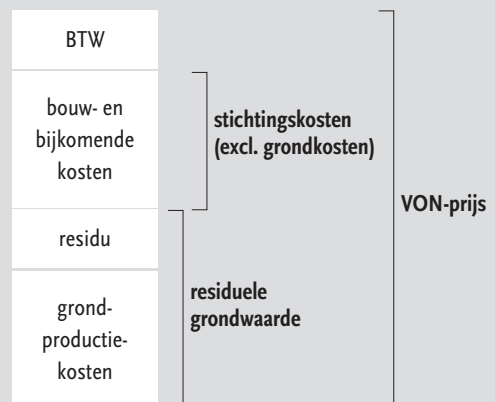 BTW
bouw- en
bijkomende
kosten
stichtingskosten
(excl. grondkosten)
VON-prijs
residu
residuele
grondwaarde
grond-
productie-
kosten